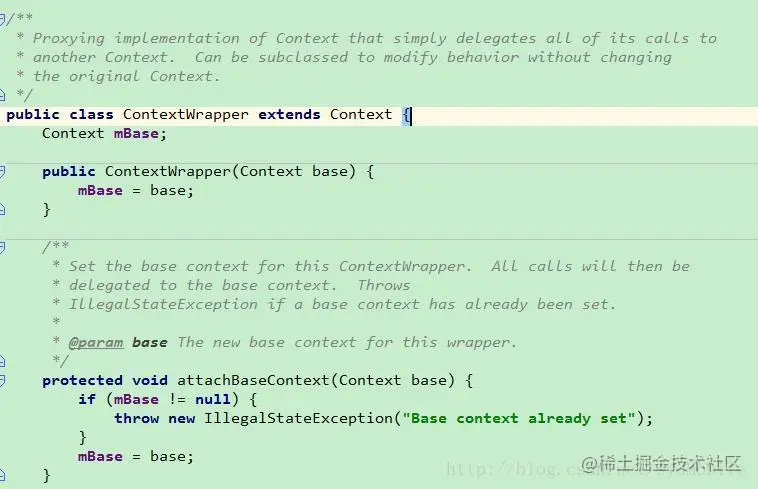 /**
 * Proxying implementation of Context that simply delegates all of its calls to
 * another Context.  Can be subclassed to modify behavior without changing
 * the original Context.
 */
public class ContextWrapper extends Context {
    Context mBase;
    public ContextWrapper(Context base) {
        mBase = base;
    }
    /**
     * Set the base context for this ContextWrapper.  All calls will then be
     * delegated to the base context.  Throws
     * IllegalStateException if a base context has already been set.
     *
     * @param base The new base context for this wrapper.
     */
    protected void attachBaseContext(Context base) {
        if (mBase != null) {
            throw new IllegalStateException("Base context already set");
        }
        mBase = base;
    }
@稀土掘金技术社区
http://blog.